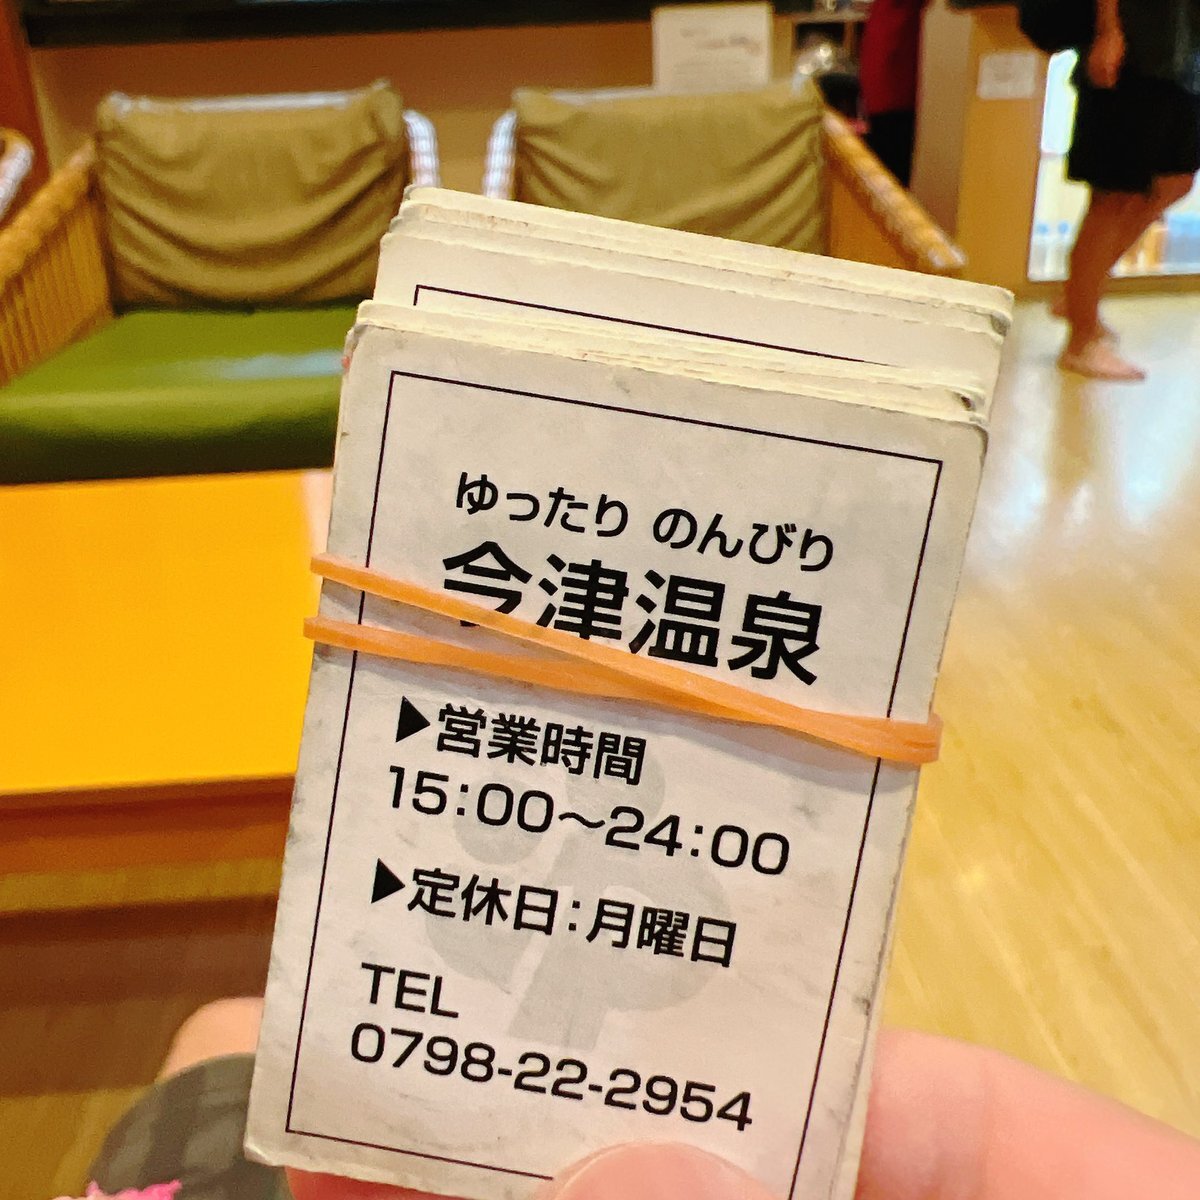 ゆったり のんびり
今津温泉
▶営業時間
15:00～24:00
▶定休日:月曜日
TEL
0798-22-2954